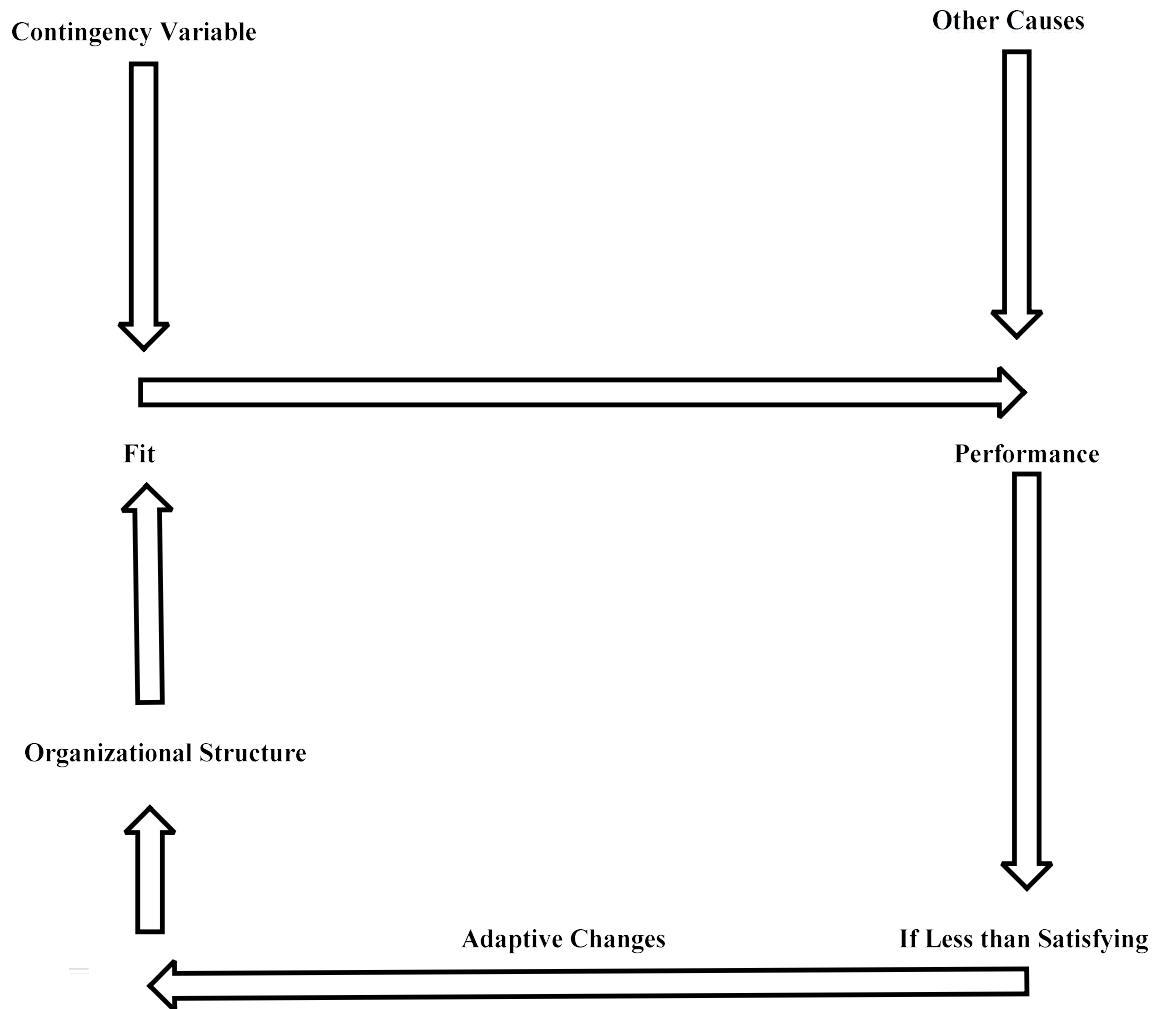 Contingency Variable
Other Causes
Fit
Performance
Organizational Structure
Adaptive Changes
If Less than Satisfying